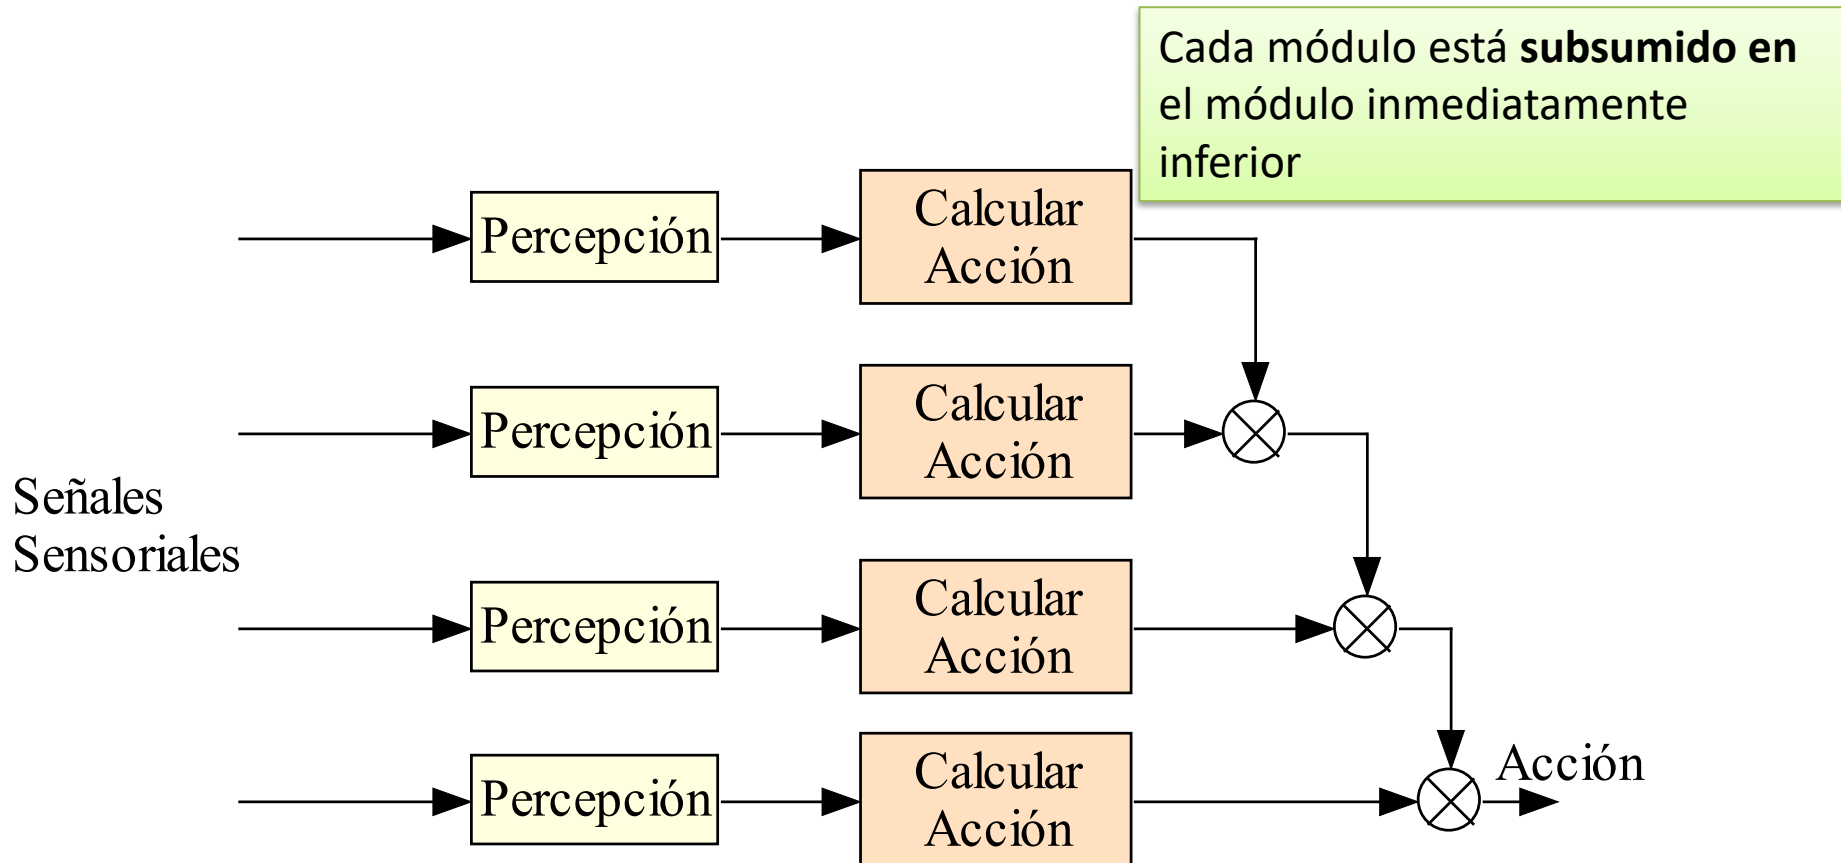 Cada módulo está subsumido en
el módulo inmediatamente
inferior
Percepción
Calcular
Acción
Percepción
Calcular
Acción
Señales
Sensoriales
Percepción
Calcular
Acción
Percepción
Calcular
Acción
Acción